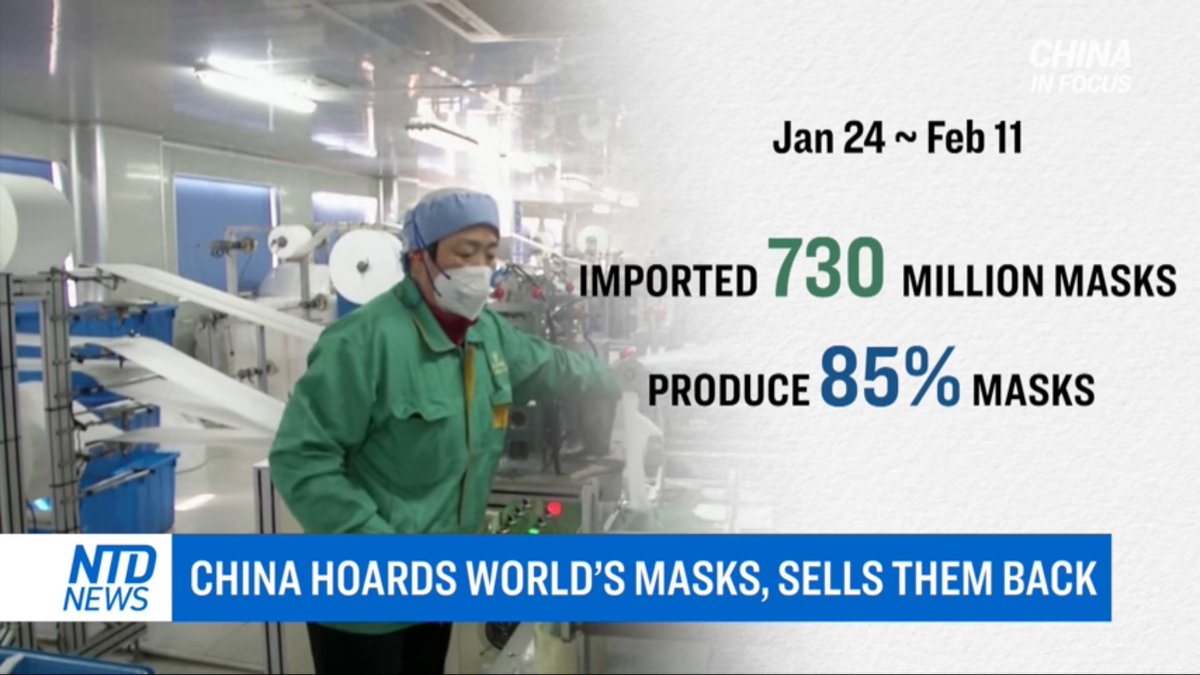 CHINA
IN FOCUS
Jan 24 ~ Feb 11
IMPORTED 730 MILLION MASKS
PRODUCE 85% MASKS
NTD
NEWS
CHINA HOARDS WORLD'S MASKS, SELLS THEM BACK